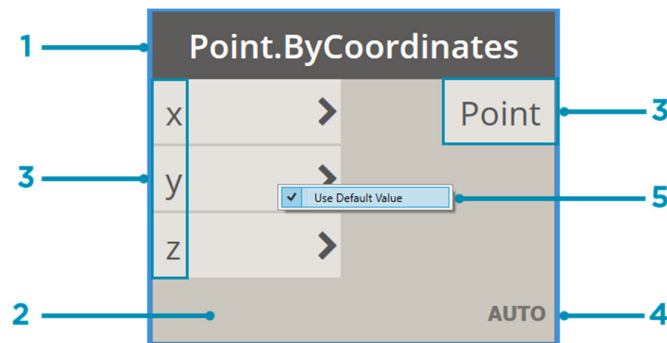 1
Point.ByCoordinates
x
Point
3
3
y
Use Default Value
5
z
2
AUTO
4